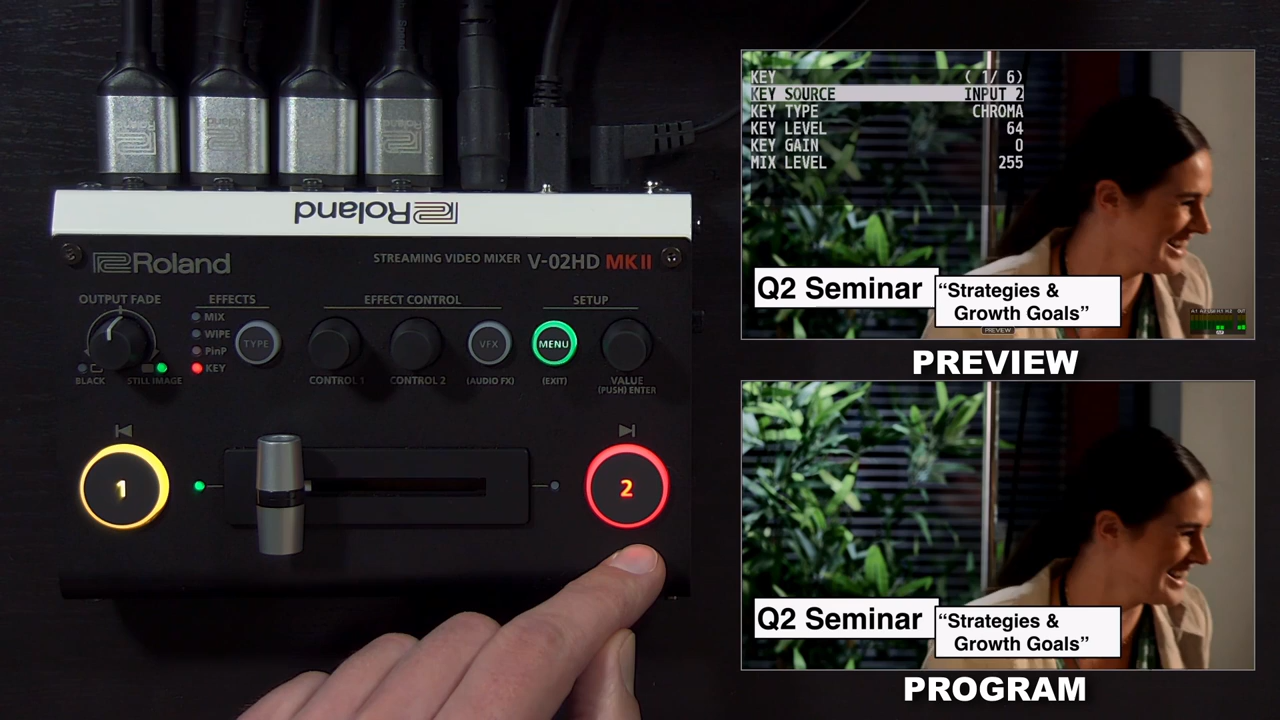 Roland
Roland
STREAMING VIDEO MIXER V-02HD MKII
OUTPUT FADE
BLACK
STILL IMAGE
EFFECTS
MIX
WIPE
PinP
KEY
TYPE
EFFECT CONTROL
CONTROL 1
CONTROL 2
VFX
(AUDIO FX)
SETUP
MENU
(EXIT)
VALUE
(PUSH) ENTER
1
2
KEY ( 1/ 6)
KEY SOURCE INPUT 2
KEY TYPE CHROMA
KEY LEVEL 64
KEY GAIN 0
MIX LEVEL 255
Q2 Seminar
“Strategies &
Growth Goals”
PREVIEW
PREVIEW
Q2 Seminar
“Strategies &
Growth Goals”
PROGRAM